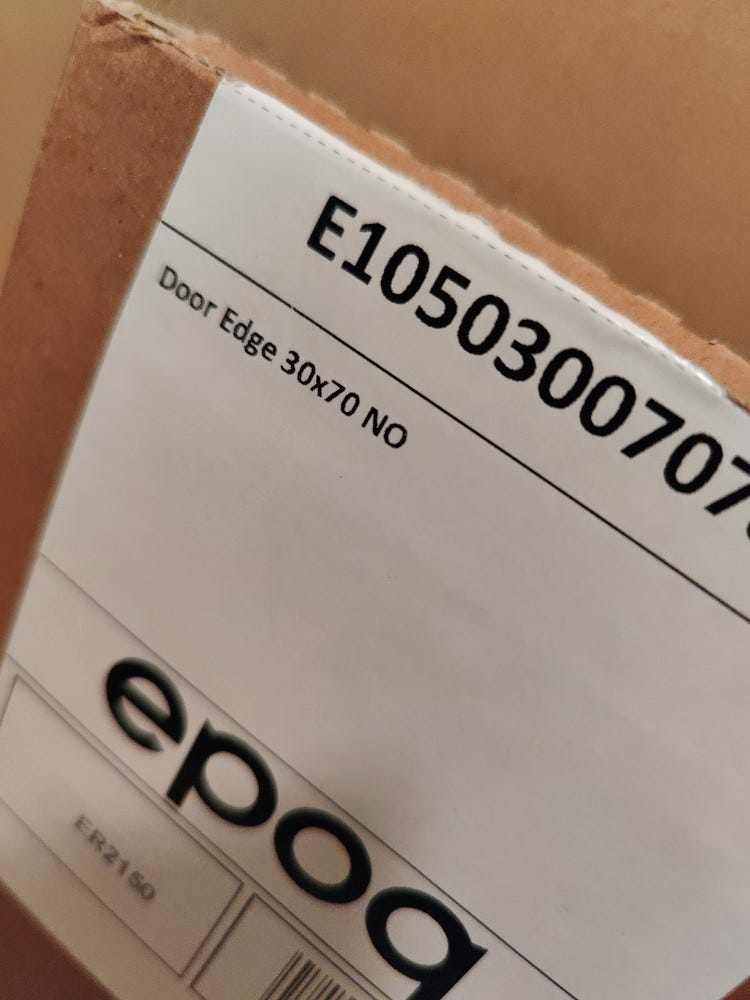 E1050300707
Door Edge 30x70 NO
epoq
ER2150